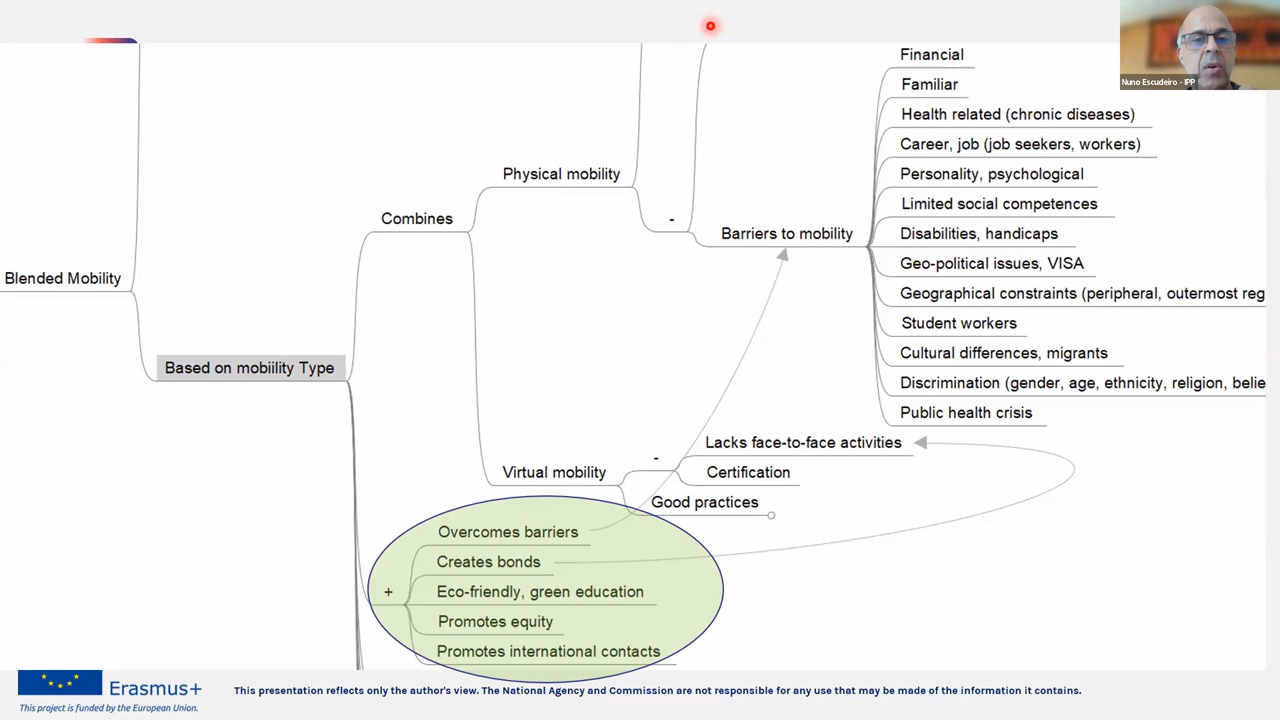 Nuno Escudeiro - IPP
Financial
Familiar
Health related (chronic diseases)
Career, job (job seekers, workers)
Personality, psychological
Limited social competences
Disabilities, handicaps
Geo-political issues, VISA
Geographical constraints (peripheral, outermost reg
Student workers
Cultural differences, migrants
Discrimination (gender, age, ethnicity, religion, belie
Public health crisis
Physical mobility
-
Barriers to mobility
Combines
Blended Mobility
Based on mobiility Type
Virtual mobility
-
Lacks face-to-face activities
Certification
Good practices
+
Overcomes barriers
Creates bonds
Eco-friendly, green education
Promotes equity
Promotes international contacts
Erasmus+
This project is funded by the European Union.
This presentation reflects only the author's view. The National Agency and Commission are not responsible for any use that may be made of the information it contains.